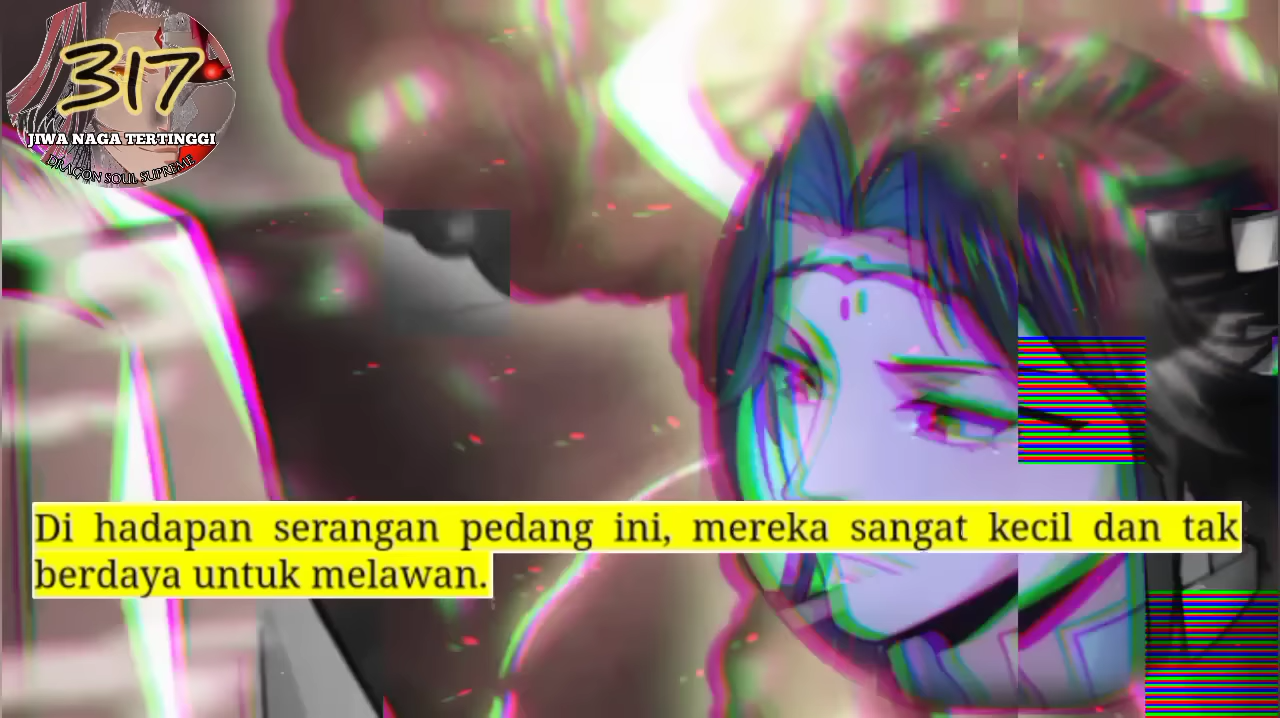 317
JIWA NAGA TERTINGGI
DRAGON SOUL SUPREME
Di hadapan serangan pedang ini, mereka sangat kecil dan tak
berdaya untuk melawan.